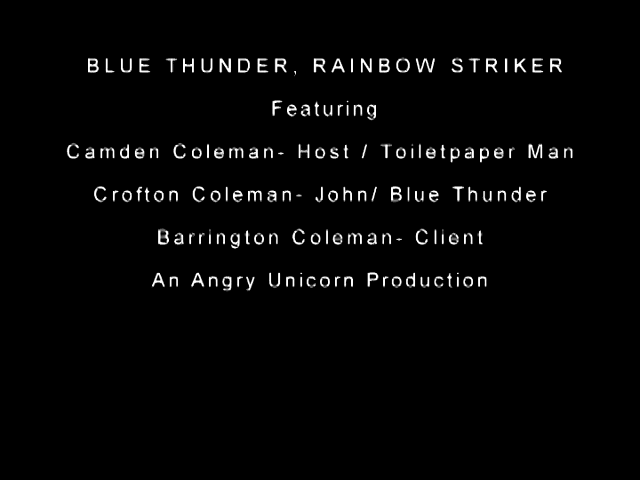 BLUE THUNDER, RAINBOW STRIKER
Featuring
Camden Coleman- Host / Toiletpaper Man
Crofton Coleman- John/ Blue Thunder
Barrington Coleman- Client
An Angry Unicorn Production